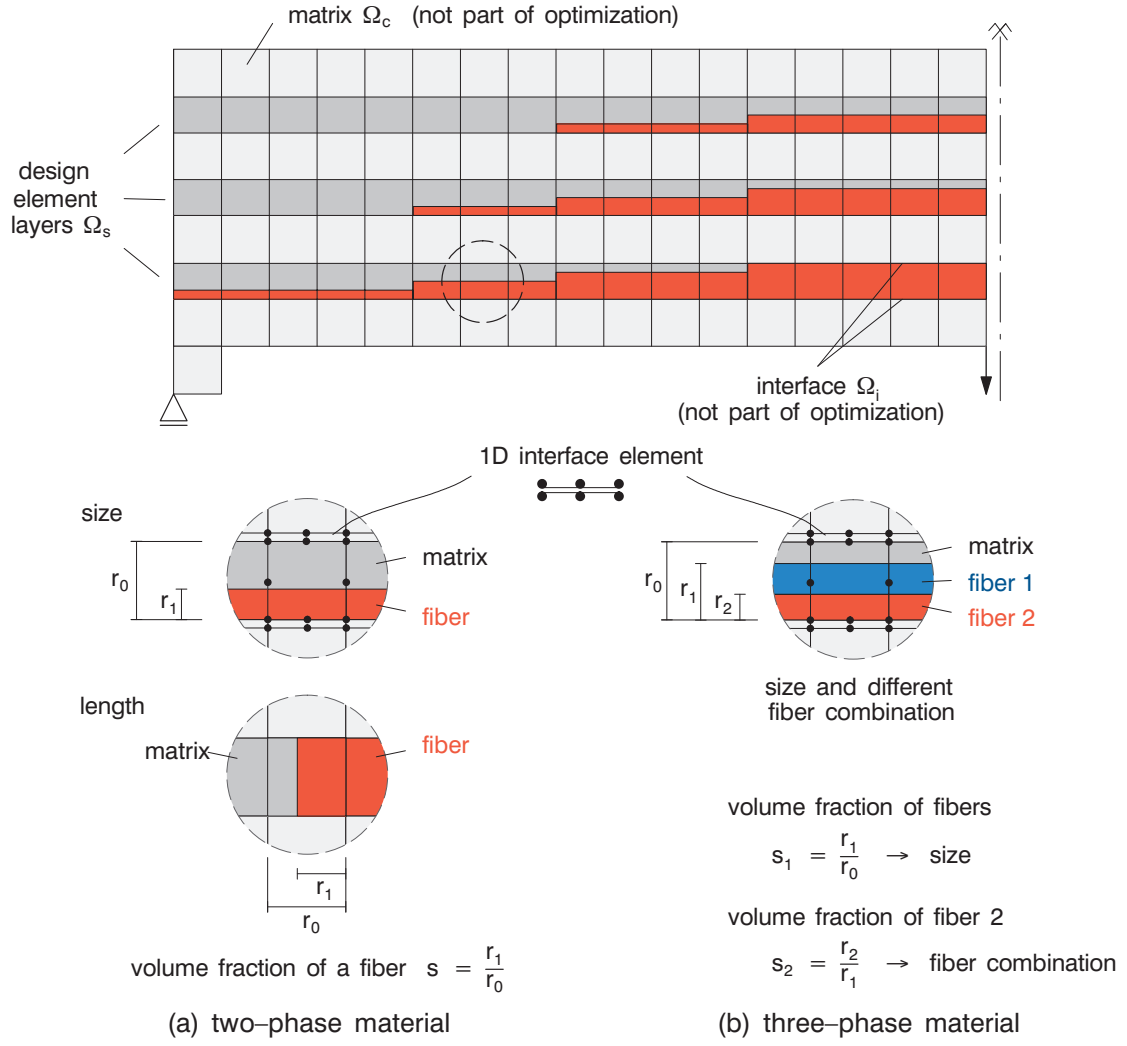 matrix Ωc (not part of optimization)
design
element
layers Ωs
interface Ωi
(not part of optimization)
1D interface element
size
r0
r1
matrix
fiber
r0
r1
r2
matrix
fiber 1
fiber 2
size and different
fiber combination
length
matrix
fiber
r1
r0
volume fraction of a fiber s = r1/r0
(a) two–phase material
volume fraction of fibers
s1 = r1/r0 → size
volume fraction of fiber 2
s2 = r2/r1 → fiber combination
(b) three–phase material